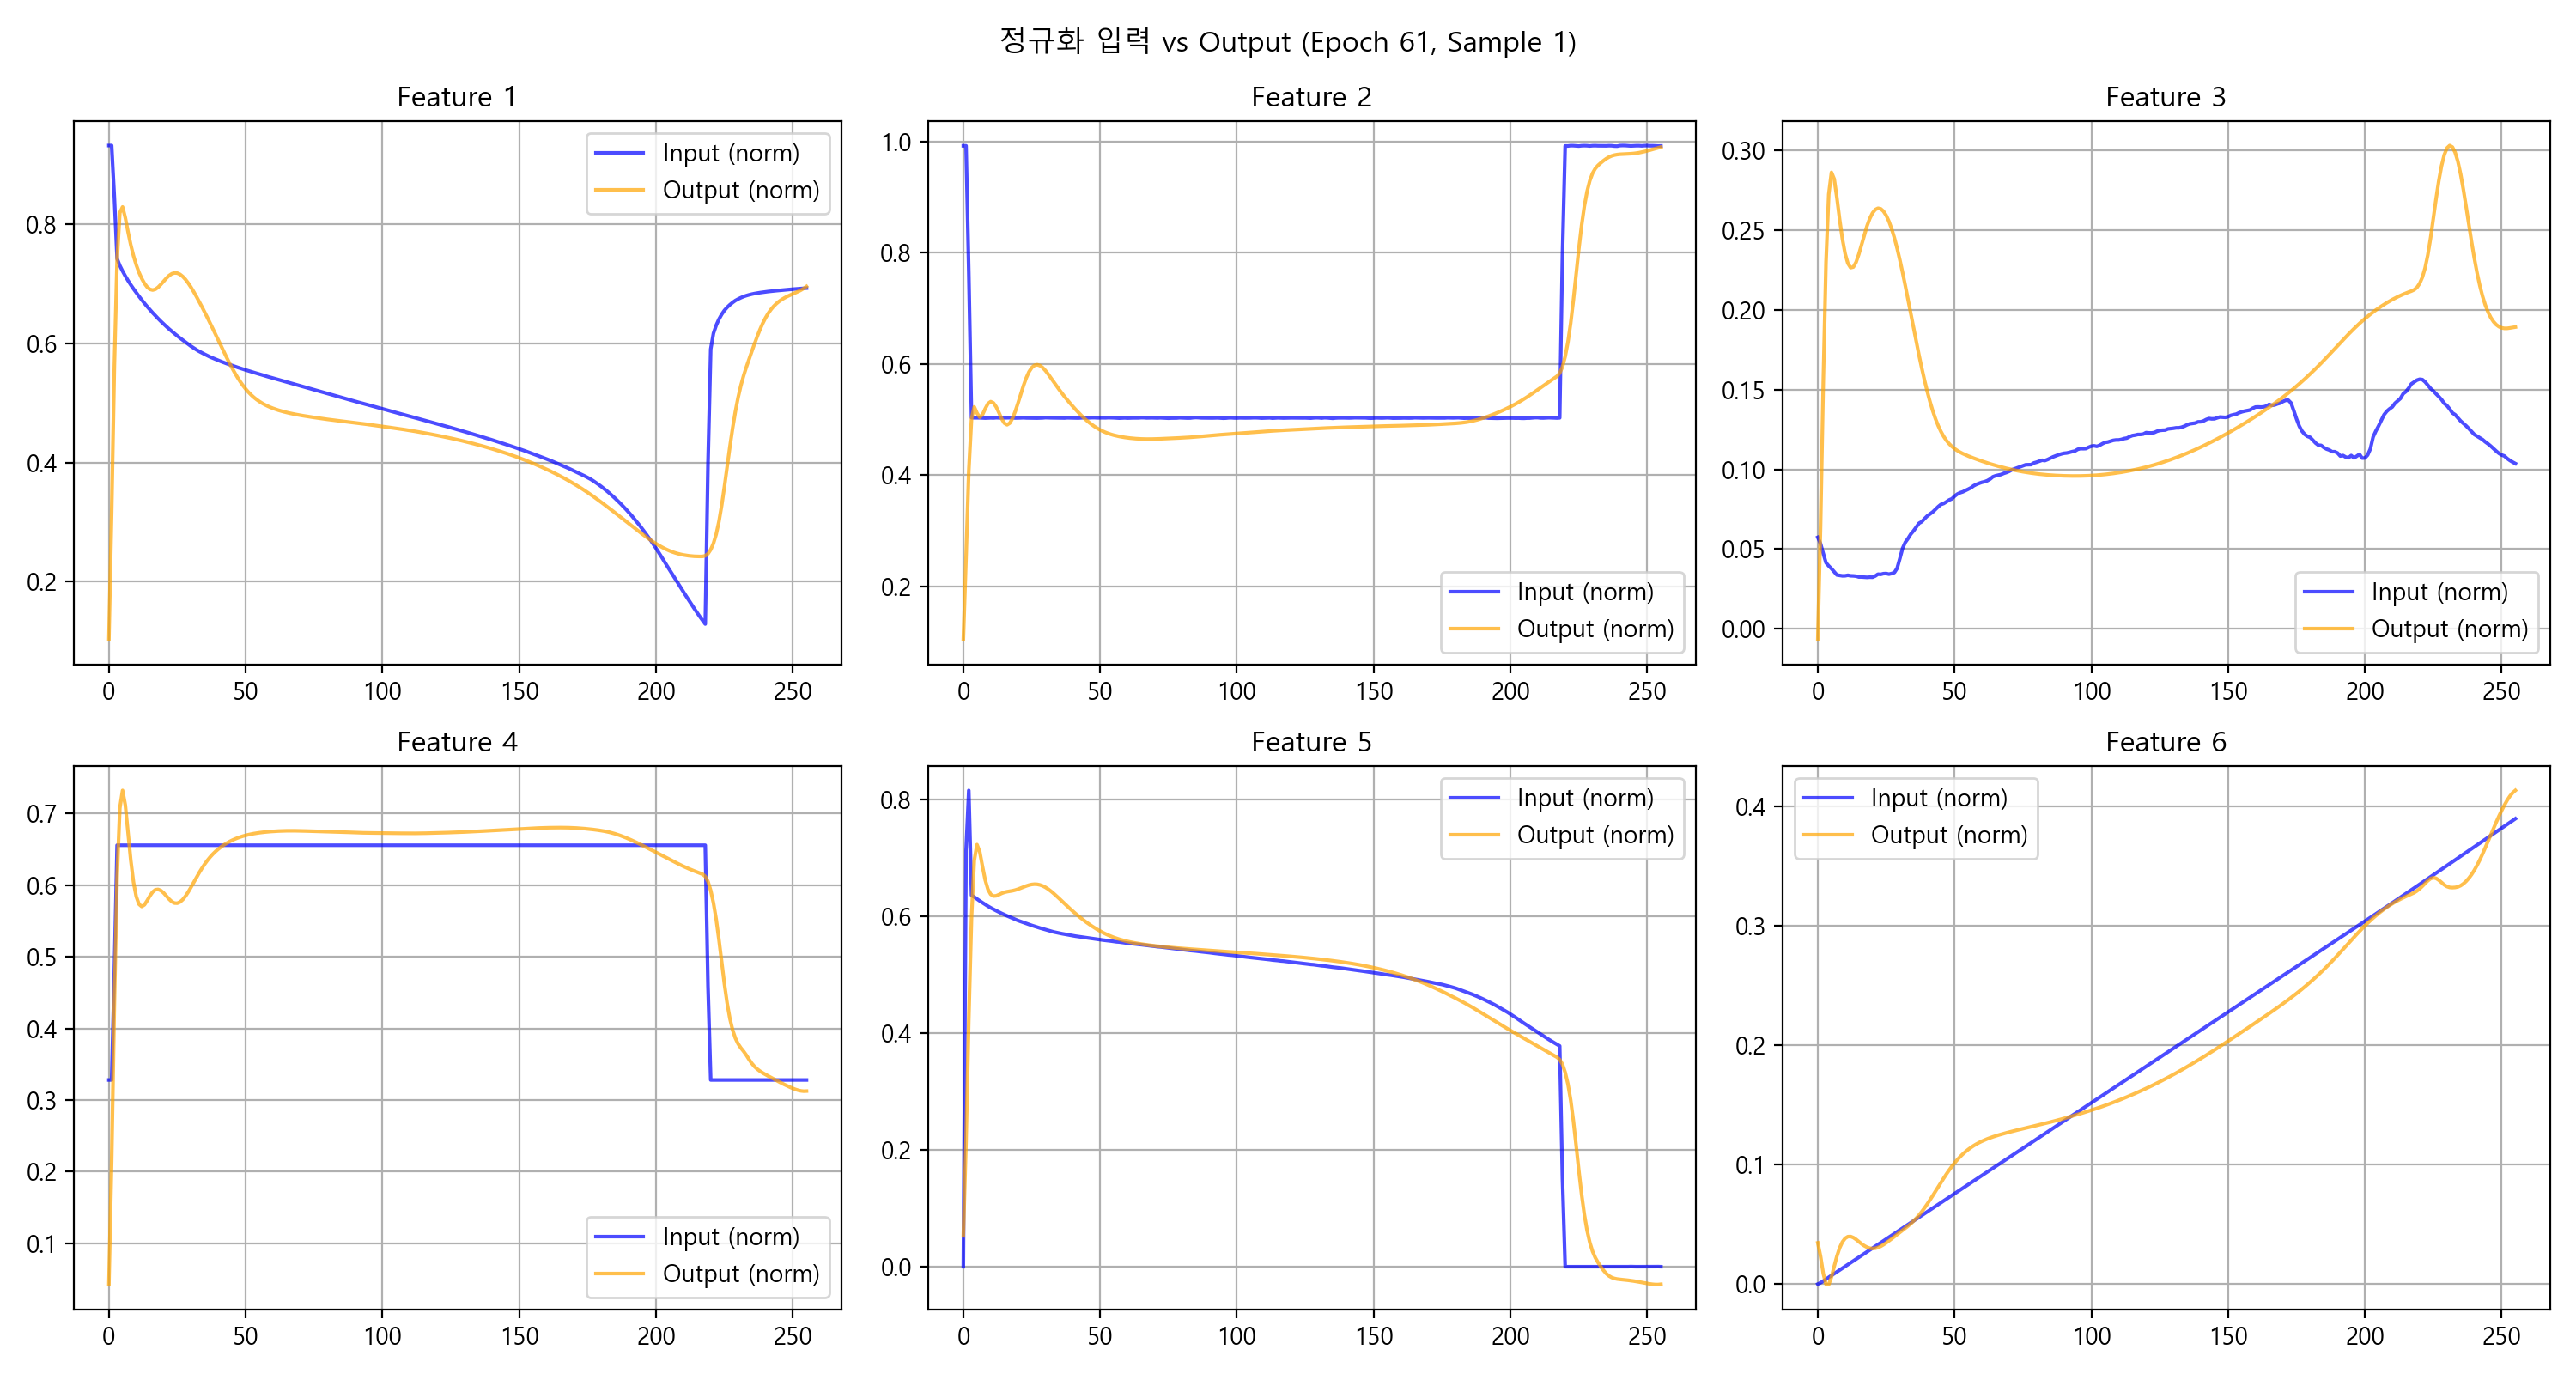 정규화 입력 vs Output (Epoch 61, Sample 1)
Feature 1
Input (norm)
Output (norm)
0.8
0.6
0.4
0.2
0 50 100 150 200 250
Feature 2
Input (norm)
Output (norm)
1.0
0.8
0.6
0.4
0.2
0 50 100 150 200 250
Feature 3
Input (norm)
Output (norm)
0.30
0.25
0.20
0.15
0.10
0.05
0.00
0 50 100 150 200 250
Feature 4
Input (norm)
Output (norm)
0.7
0.6
0.5
0.4
0.3
0.2
0.1
0 50 100 150 200 250
Feature 5
Input (norm)
Output (norm)
0.8
0.6
0.4
0.2
0.0
0 50 100 150 200 250
Feature 6
Input (norm)
Output (norm)
0.4
0.3
0.2
0.1
0.0
0 50 100 150 200 250